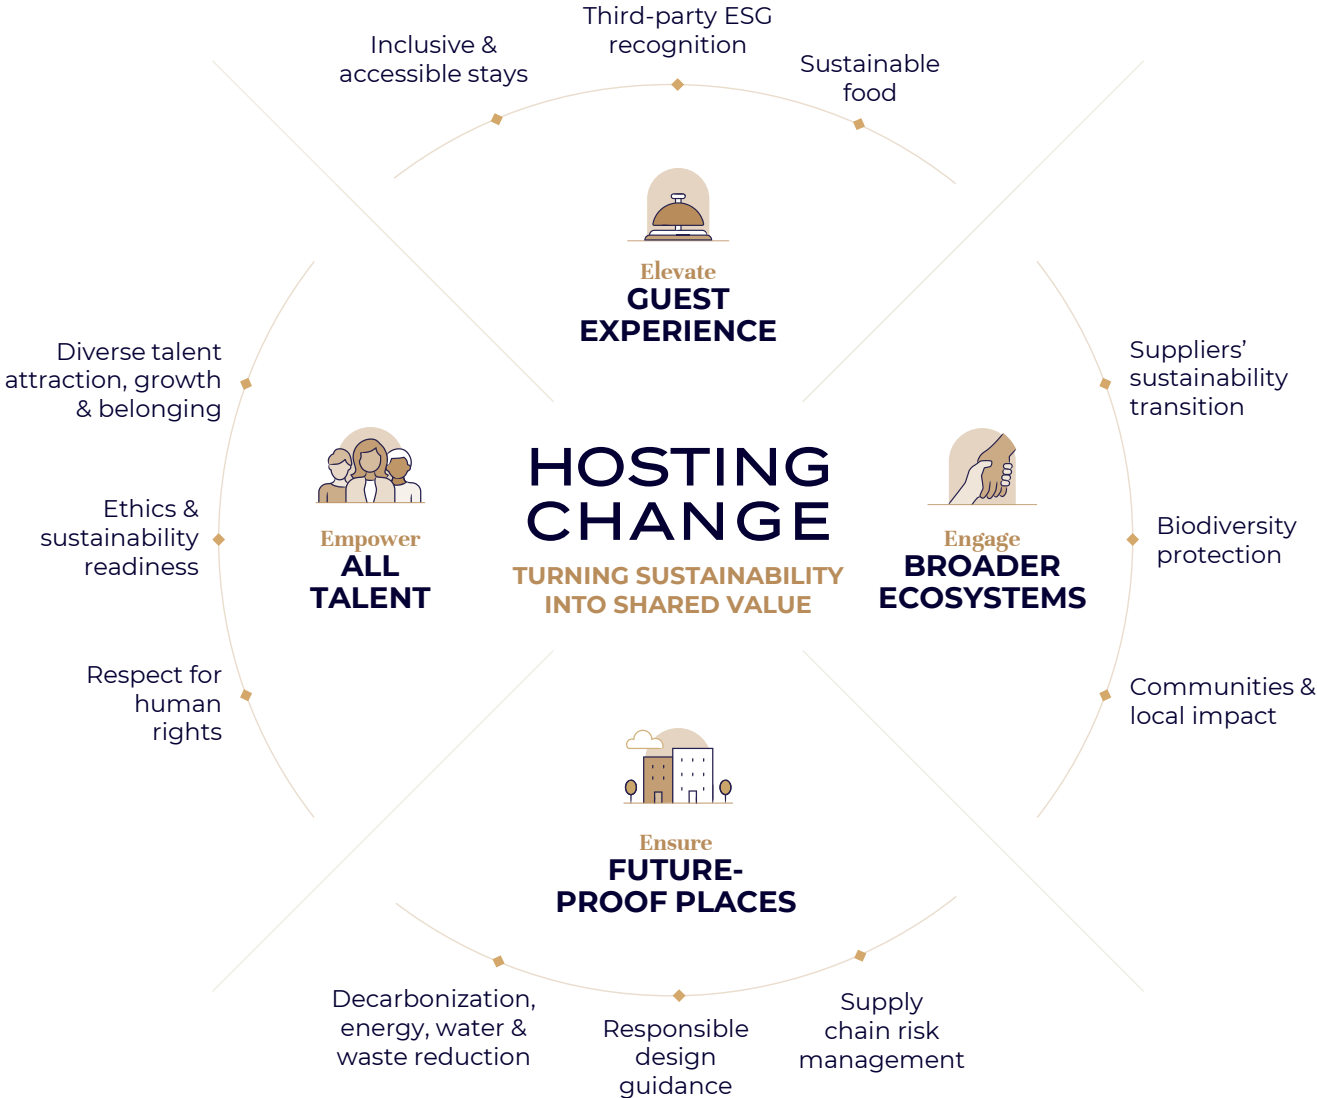 Third-party ESG
recognition
Inclusive &
accessible stays
Sustainable
food
Elevate
GUEST
EXPERIENCE
Diverse talent
attraction, growth
& belonging
Ethics &
sustainability
readiness
Respect for
human
rights
Empower
ALL
TALENT
HOSTING
CHANGE
TURNING SUSTAINABILITY
INTO SHARED VALUE
Engage
BROADER
ECOSYSTEMS
Suppliers’
sustainability
transition
Biodiversity
protection
Communities &
local impact
Ensure
FUTURE-
PROOF PLACES
Decarbonization,
energy, water &
waste reduction
Responsible
design
guidance
Supply
chain risk
management